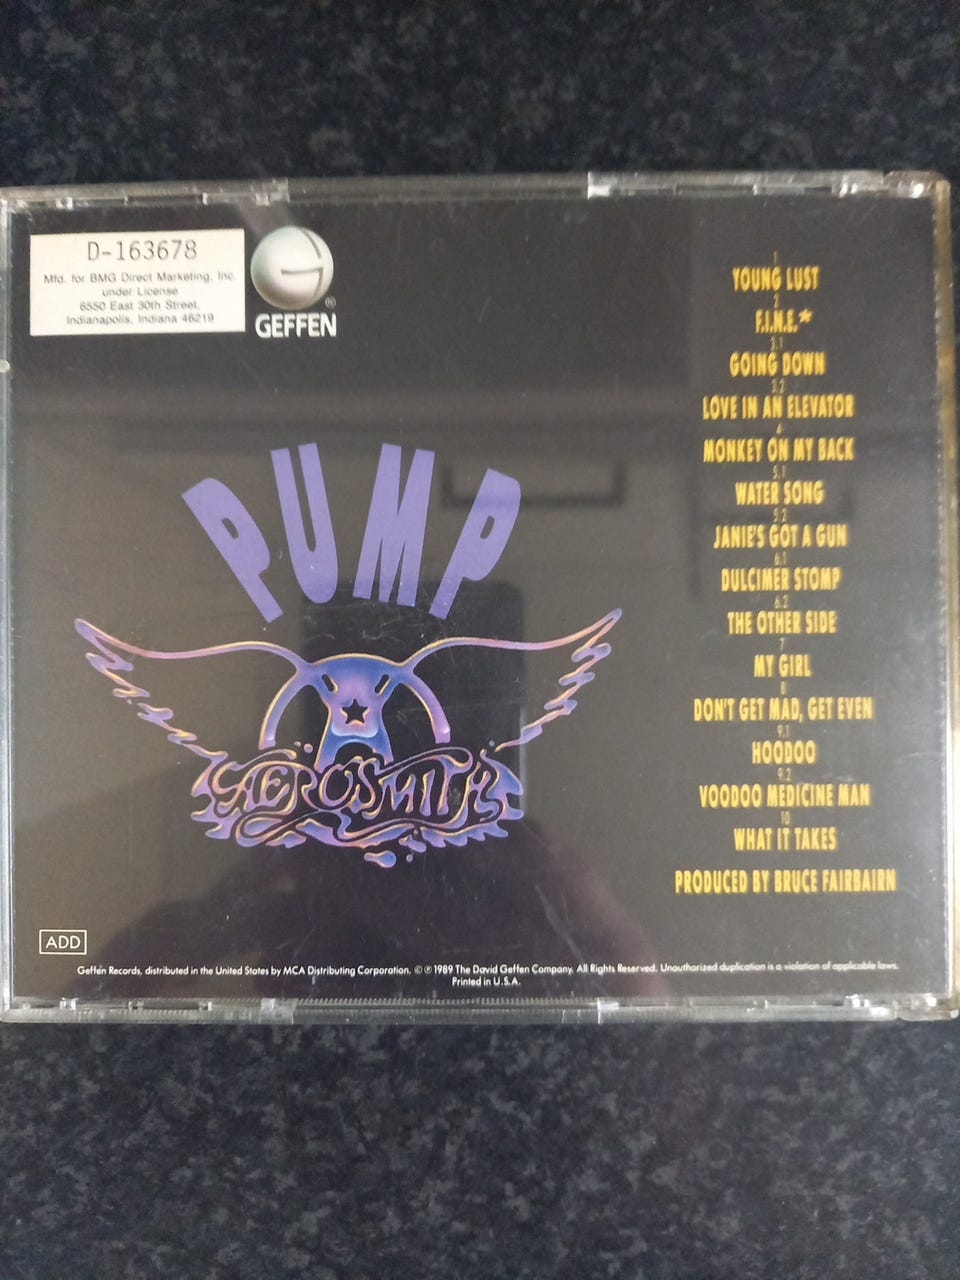 D-163678
Mfd. for BMG Direct Marketing, Inc.
under License
6550 East 30th Street,
Indianapolis, Indiana 46219
G
®
GEFFEN
PUMP
AEROSMITH
1
YOUNG LUST
2
F.I.N.E.*
3.1
GOING DOWN
3.2
LOVE IN AN ELEVATOR
4
MONKEY ON MY BACK
5.1
WATER SONG
5.2
JANIE'S GOT A GUN
6.1
DULCIMER STOMP
6.2
THE OTHER SIDE
7
MY GIRL
8
DON'T GET MAD, GET EVEN
9.1
HOODOO
9.2
VOODOO MEDICINE MAN
10
WHAT IT TAKES
PRODUCED BY BRUCE FAIRBAIRN
ADD
Geffen Records, distributed in the United States by MCA Distributing Corporation. © ℗ 1989 The David Geffen Company. All Rights Reserved. Unauthorized duplication is a violation of applicable laws.
Printed in U.S.A.